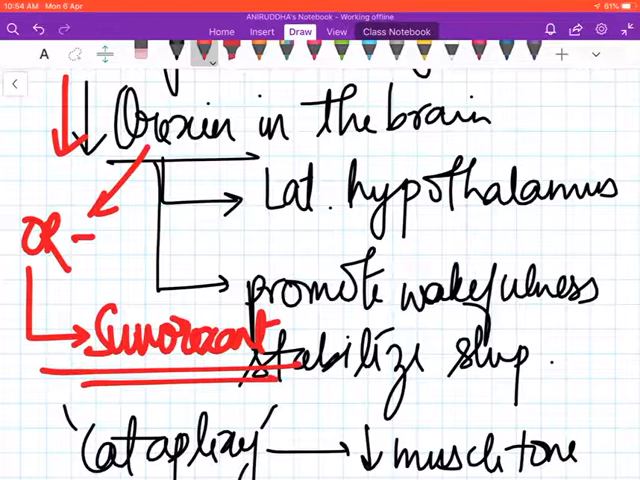 10:54 AM Mon 6 Apr
61%
ANIRUDDHA's Notebook - Working offline
Home Insert Draw View Class Notebook
A
↓↓ Orexin in the brain
→ Lat. hypothalamus
OR -
→ promote wakefulness
→ Suvorexant
stabilize sleep.
'Cataplexy' → ↓ muscle tone